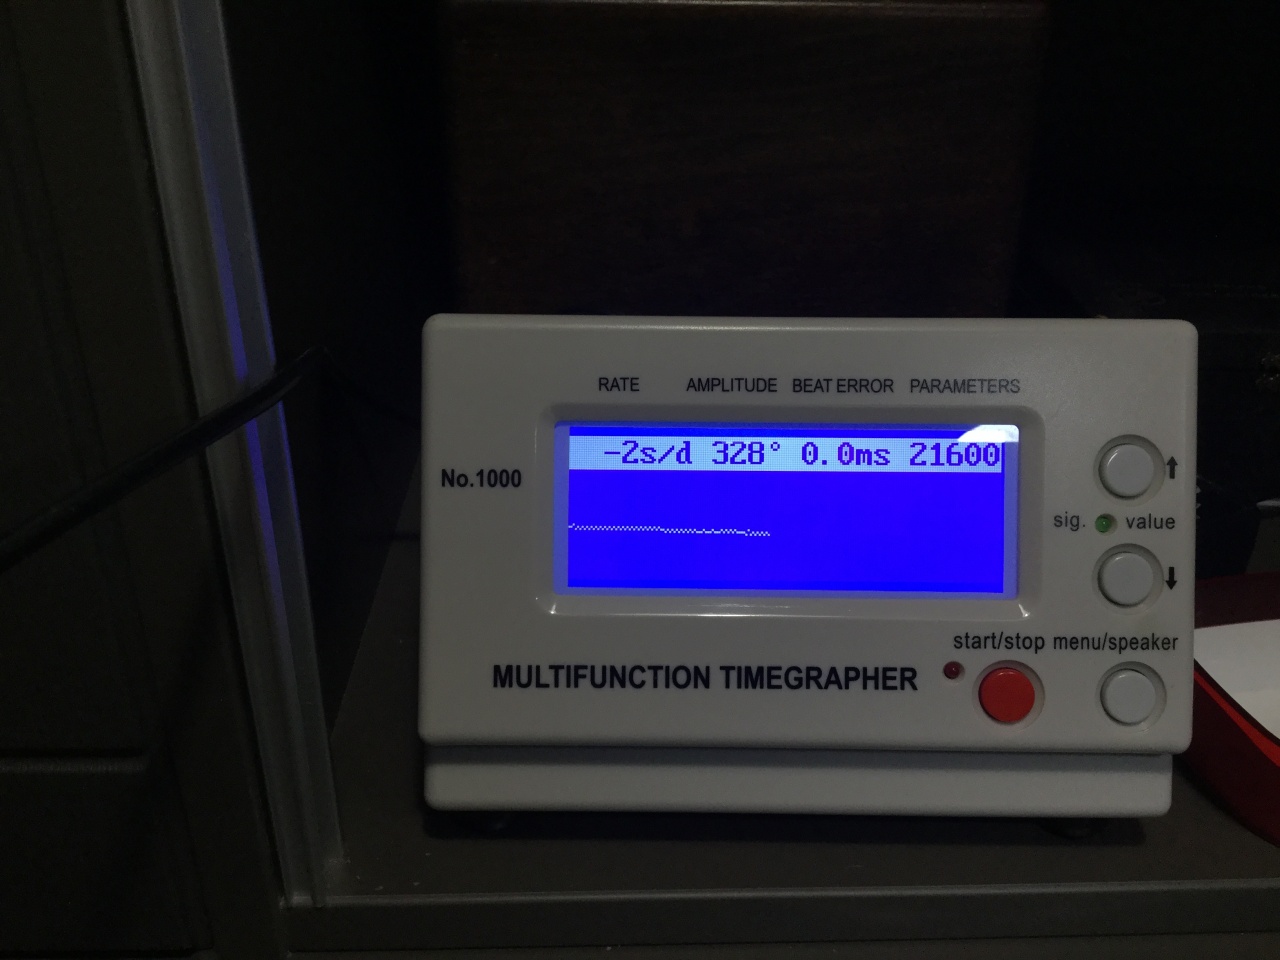 RATE AMPLITUDE BEAT ERROR PARAMETERS
-2s/d 328° 0.0ms 21600
No.1000
↑
sig. value
↓
start/stop menu/speaker
MULTIFUNCTION TIMEGRAPHER